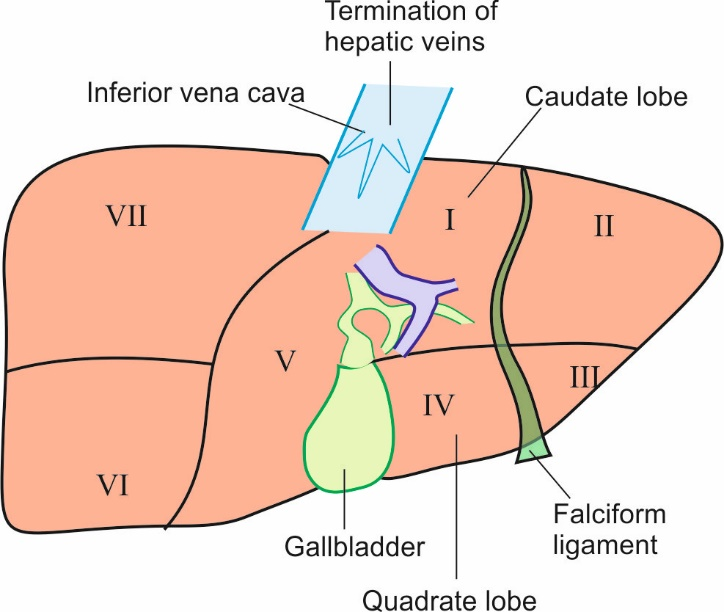 Termination of
hepatic veins
Inferior vena cava
Caudate lobe
VII
I
II
V
III
IV
VI
Gallbladder
Falciform
ligament
Quadrate lobe